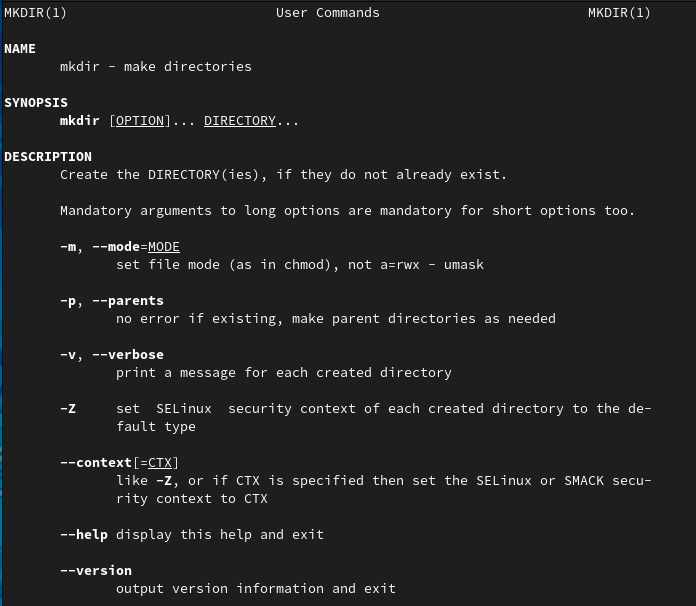 MKDIR(1) User Commands MKDIR(1)
NAME
mkdir - make directories
SYNOPSIS
mkdir [OPTION]... DIRECTORY...
DESCRIPTION
Create the DIRECTORY(ies), if they do not already exist.
Mandatory arguments to long options are mandatory for short options too.
-m, --mode=MODE
set file mode (as in chmod), not a=rwx - umask
-p, --parents
no error if existing, make parent directories as needed
-v, --verbose
print a message for each created directory
-Z set SELinux security context of each created directory to the de-
fault type
--context[=CTX]
like -Z, or if CTX is specified then set the SELinux or SMACK secu-
rity context to CTX
--help display this help and exit
--version
output version information and exit